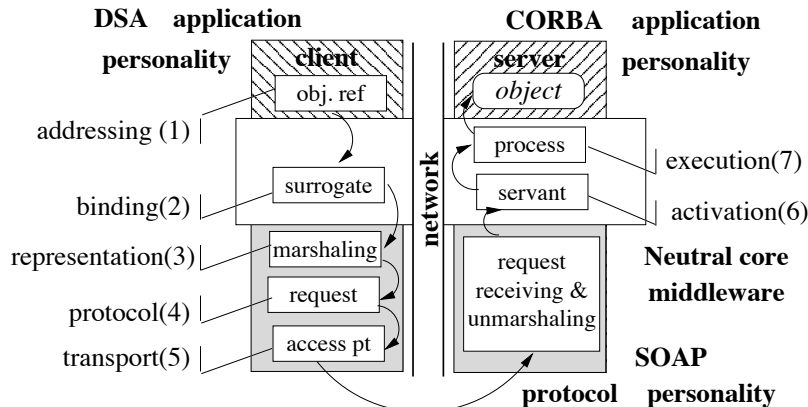 DSA application
personality
CORBA application
personality
client
server
obj. ref
object
addressing (1)
process
execution(7)
surrogate
servant
binding(2)
activation(6)
network
marshaling
representation(3)
request
protocol(4)
access pt
transport(5)
request
receiving &
unmarshaling
Neutral core
middleware
SOAP
protocol personality